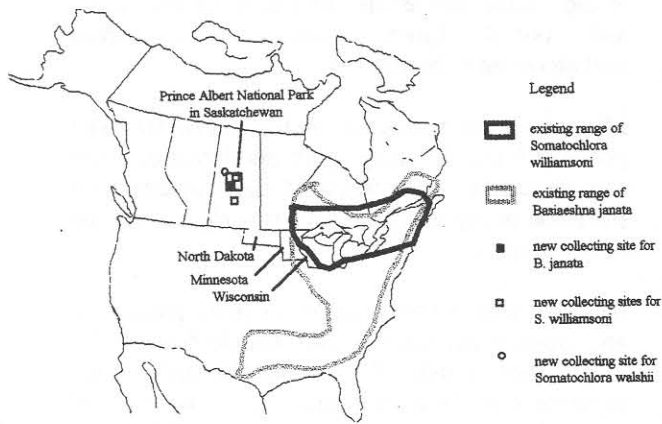 Prince Albert National Park
in Saskatchewan
North Dakota
Minnesota
Wisconsin
Legend
existing range of
Somatochlora
williamsoni
existing range of
Basiaeshna janata
new collecting site for
B. janata
new collecting sites for
S. williamsoni
new collecting site for
Somatochlora walshii